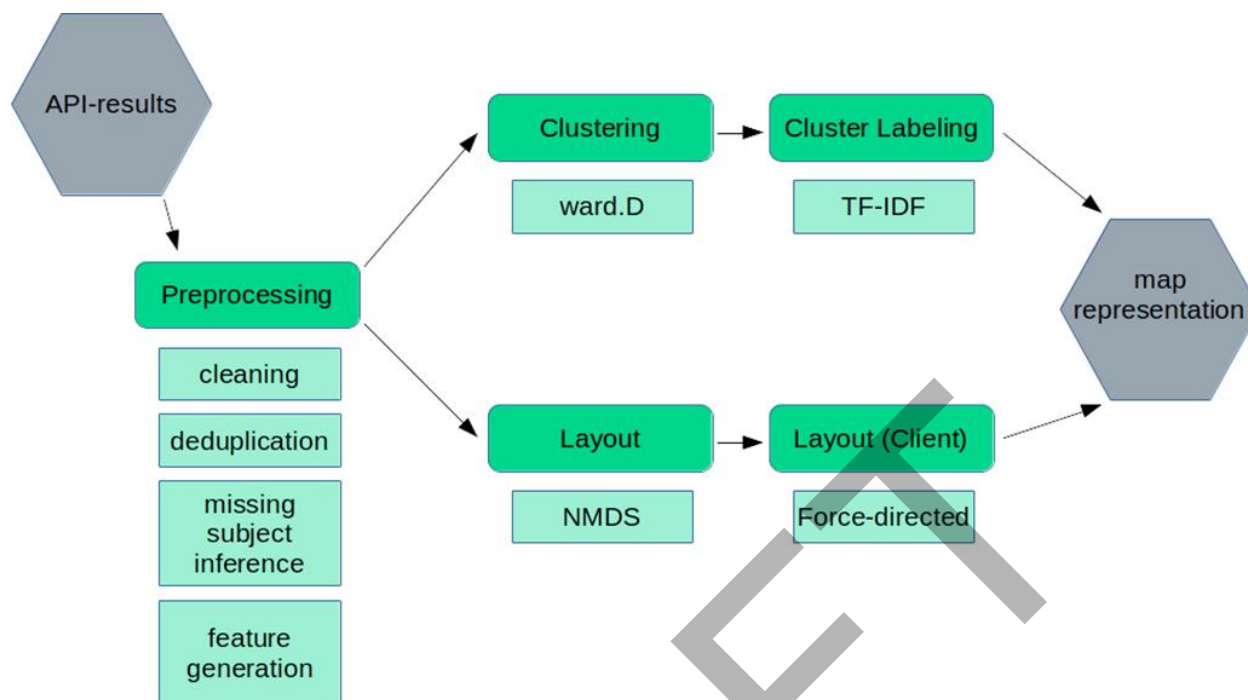 API-results
Clustering
Cluster Labeling
ward.D
TF-IDF
Preprocessing
map
representation
cleaning
deduplication
missing
subject
inference
feature
generation
Layout
Layout (Client)
NMDS
Force-directed
FT